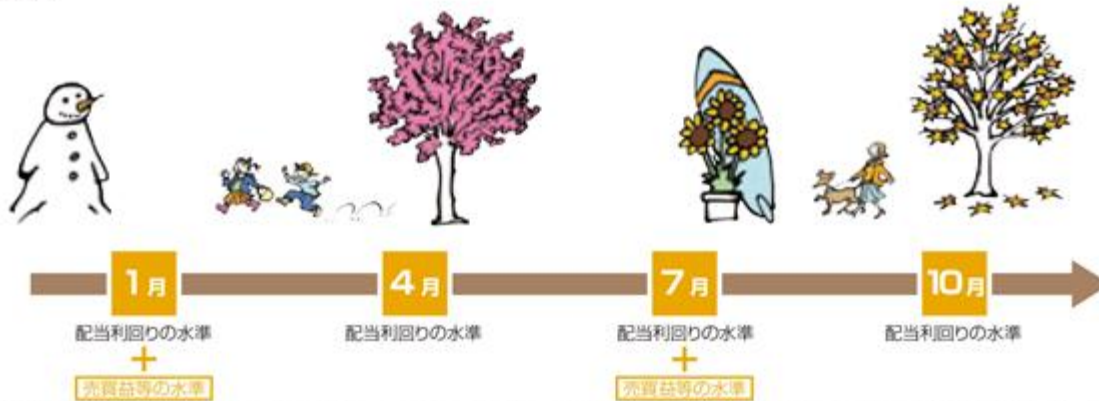 1月
配当利回りの水準
+
売買益等の水準
4月
配当利回りの水準
7月
配当利回りの水準
+
売買益等の水準
10月
配当利回りの水準